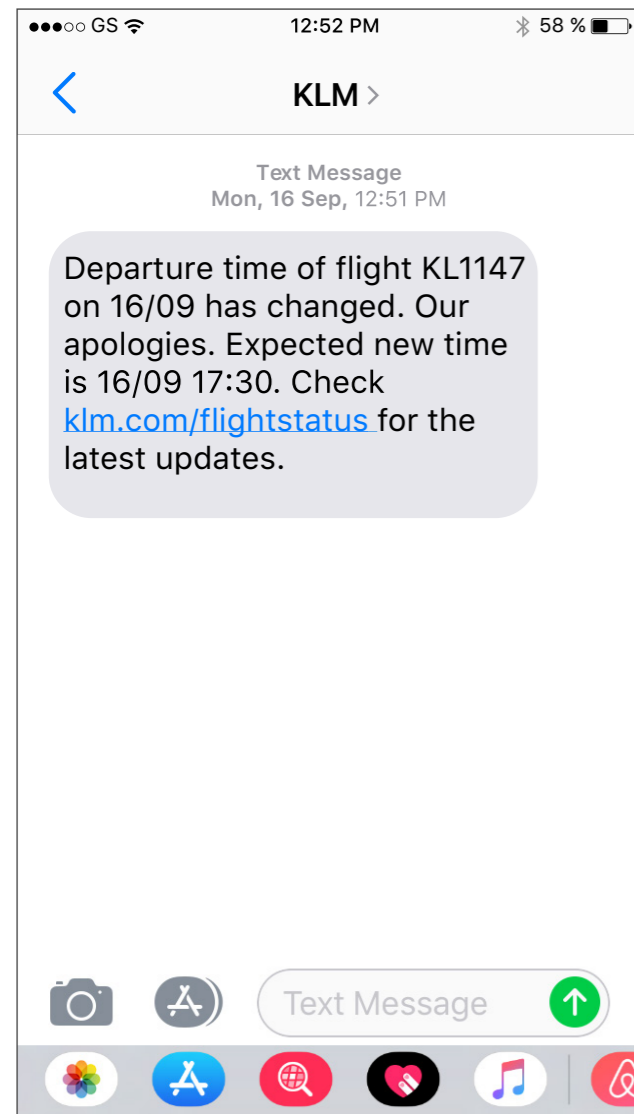 ●●●○○ GS 12:52 PM 58 %
KLM >
Text Message
Mon, 16 Sep, 12:51 PM
Departure time of flight KL1147
on 16/09 has changed. Our
apologies. Expected new time
is 16/09 17:30. Check
klm.com/flightstatus for the
latest updates.
Text Message